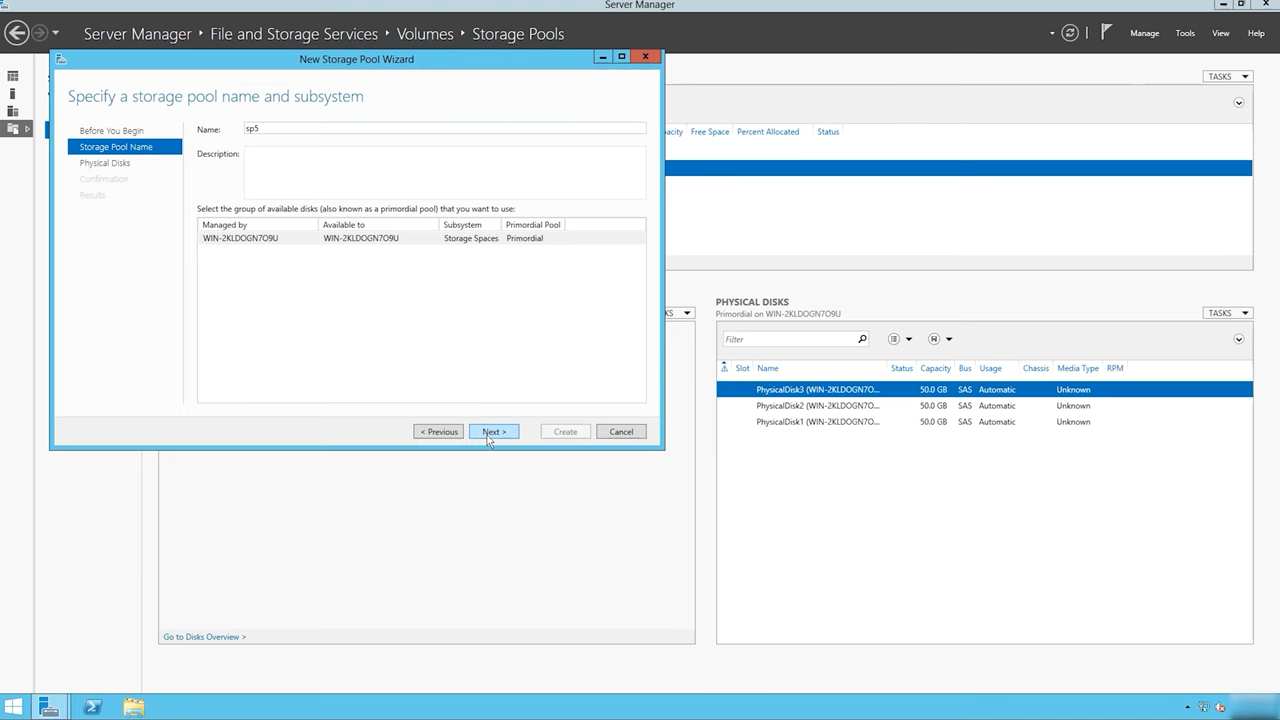 Server Manager
Server Manager File and Storage Services Volumes Storage Pools
Manage Tools View Help
New Storage Pool Wizard
TASKS
Specify a storage pool name and subsystem
Before You Begin
Storage Pool Name
Physical Disks
Confirmation
Results
Name: sp5
Description:
Select the group of available disks (also known as a primordial pool) that you want to use:
Managed by Available to Subsystem Primordial Pool
WIN-2KLDOGN7O9U WIN-2KLDOGN7O9U Storage Spaces Primordial
< Previous Next > Create Cancel
Free Space Percent Allocated Status
PHYSICAL DISKS
Primordial on WIN-2KLDOGN7O9U
TASKS
Filter
Slot Name Status Capacity Bus Usage Chassis Media Type RPM
PhysicalDisk3 (WIN-2KLDOGN7O... 50.0 GB SAS Automatic Unknown
PhysicalDisk2 (WIN-2KLDOGN7O... 50.0 GB SAS Automatic Unknown
PhysicalDisk1 (WIN-2KLDOGN7O... 50.0 GB SAS Automatic Unknown
Go to Disks Overview >